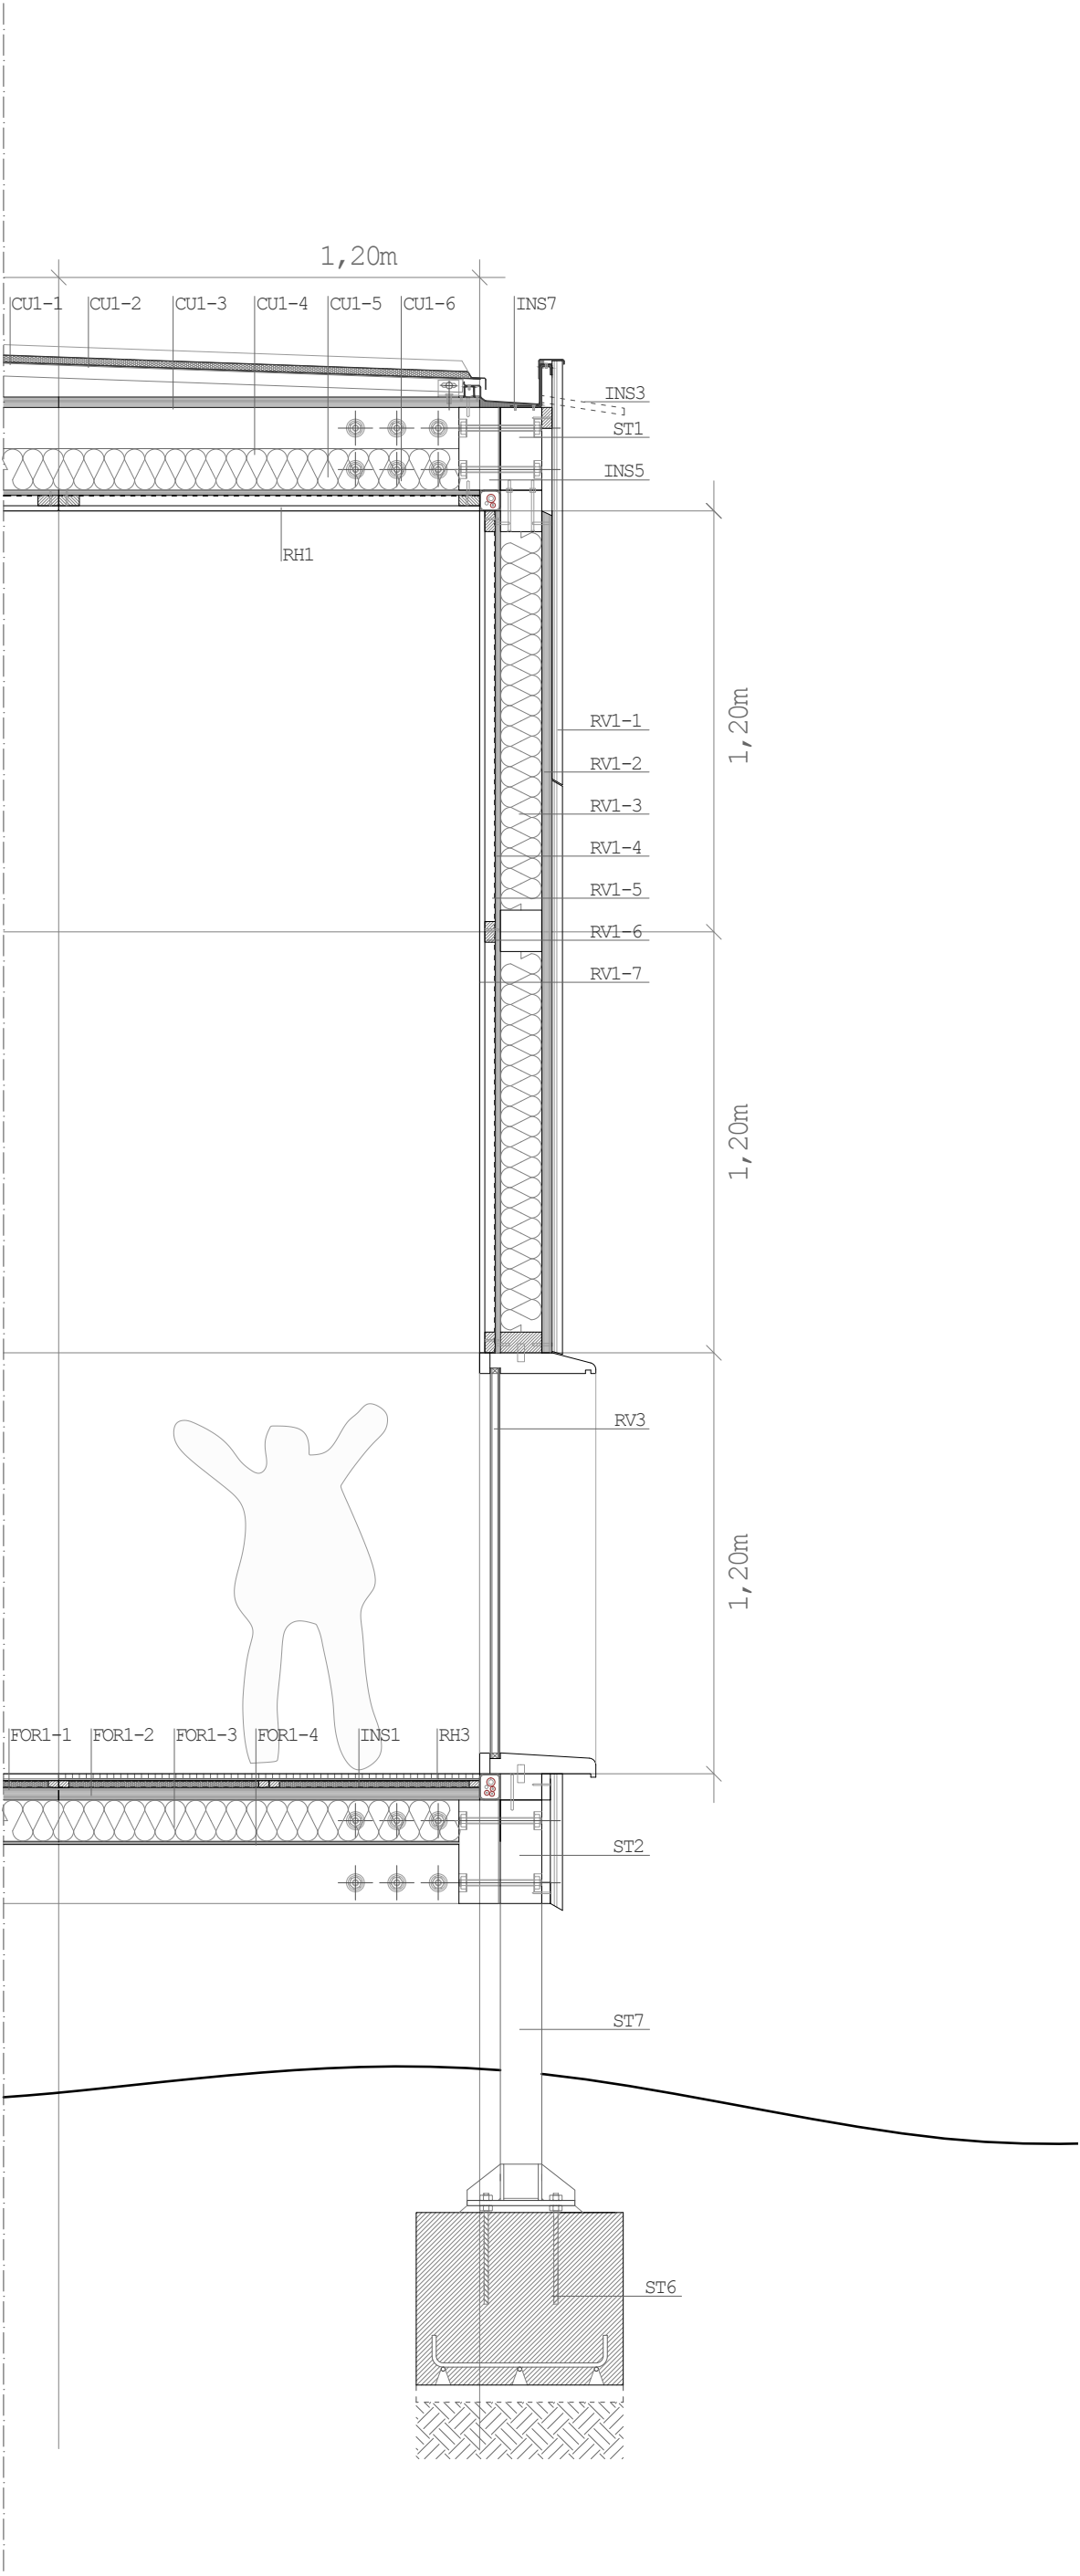 1,20m
CU1-1 CU1-2 CU1-3 CU1-4 CU1-5 CU1-6 INS7
INS3
ST1
INS5
RH1
1,20m
RV1-1
RV1-2
RV1-3
RV1-4
RV1-5
RV1-6
RV1-7
1,20m
RV3
1,20m
FOR1-1 FOR1-2 FOR1-3 FOR1-4 INS1 RH3
ST2
ST7
ST6